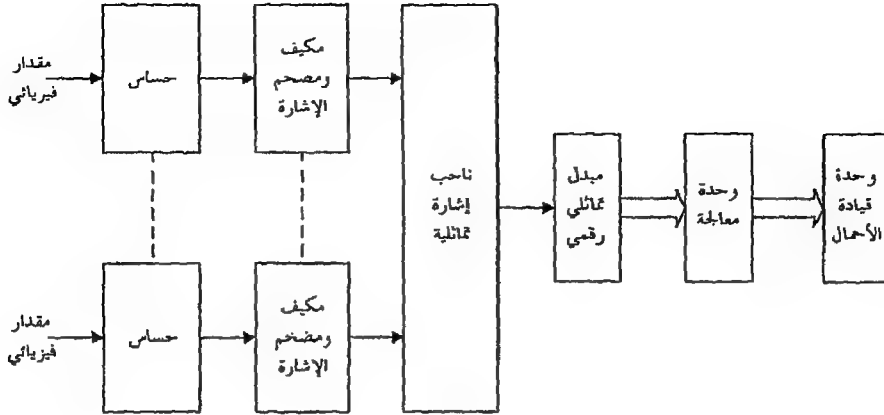 مقدار
فيريائي
حساس
مكيف
ومضخم
الإشارة
ناحب
إشارة
تماثلية
مبدل
تماثلي
رقمي
وحدة
معالجة
وحدة
قيادة
الأحمال
مقدار
فيزيائي
حساس
مكيف
ومضخم
الإشارة